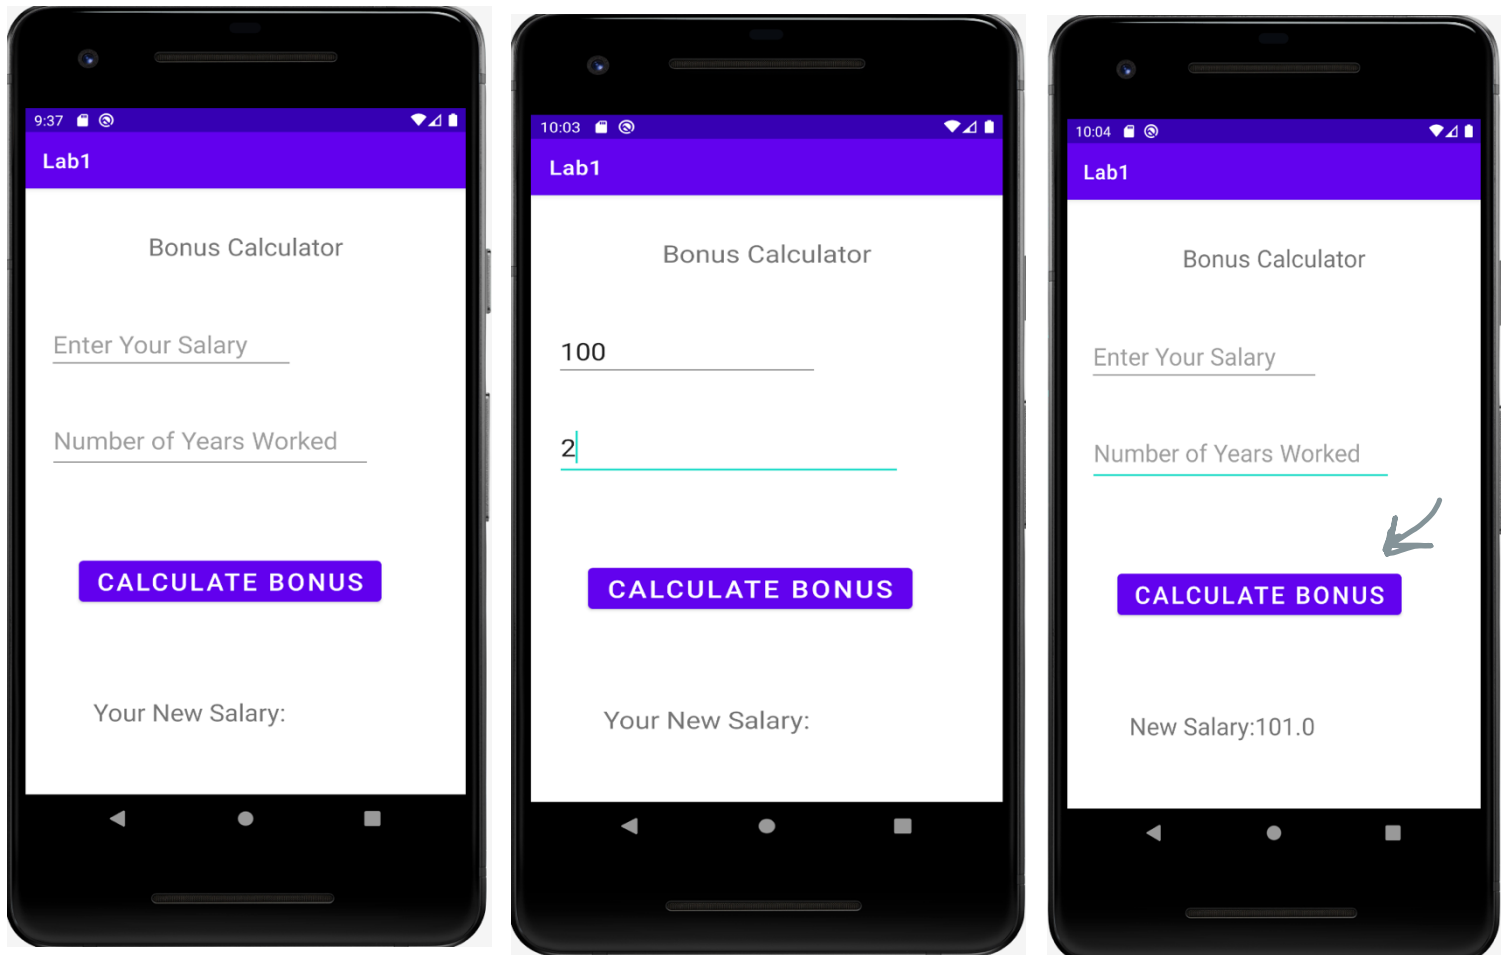 9:37
Lab1
Bonus Calculator
Enter Your Salary
Number of Years Worked
CALCULATE BONUS
Your New Salary:
10:03
Lab1
Bonus Calculator
100
2
CALCULATE BONUS
Your New Salary:
10:04
Lab1
Bonus Calculator
Enter Your Salary
Number of Years Worked
CALCULATE BONUS
New Salary:101.0